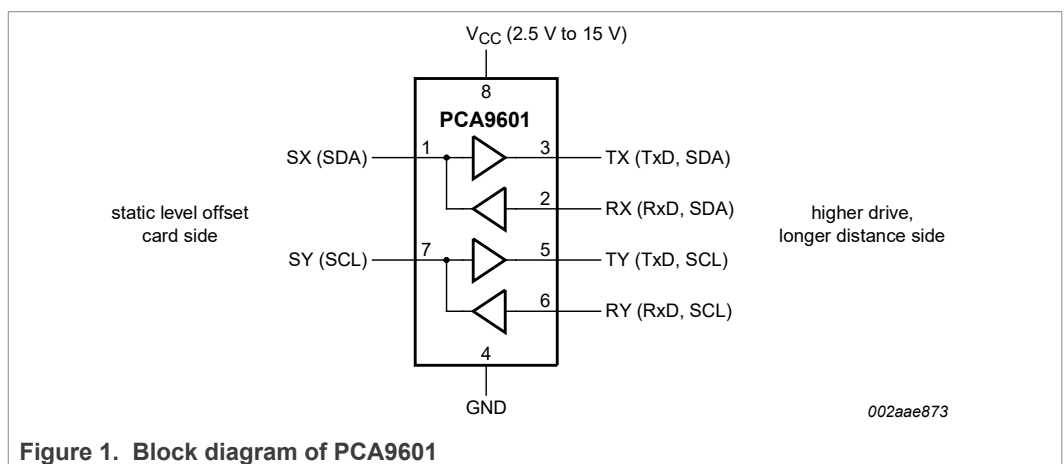 VCC (2.5 V to 15 V)
8
PCA9601
SX (SDA)
1
3
TX (TxD, SDA)
2
RX (RxD, SDA)
static level offset
card side
higher drive,
longer distance side
SY (SCL)
7
5
TY (TxD, SCL)
6
RY (RxD, SCL)
4
GND
002aae873
Figure 1. Block diagram of PCA9601